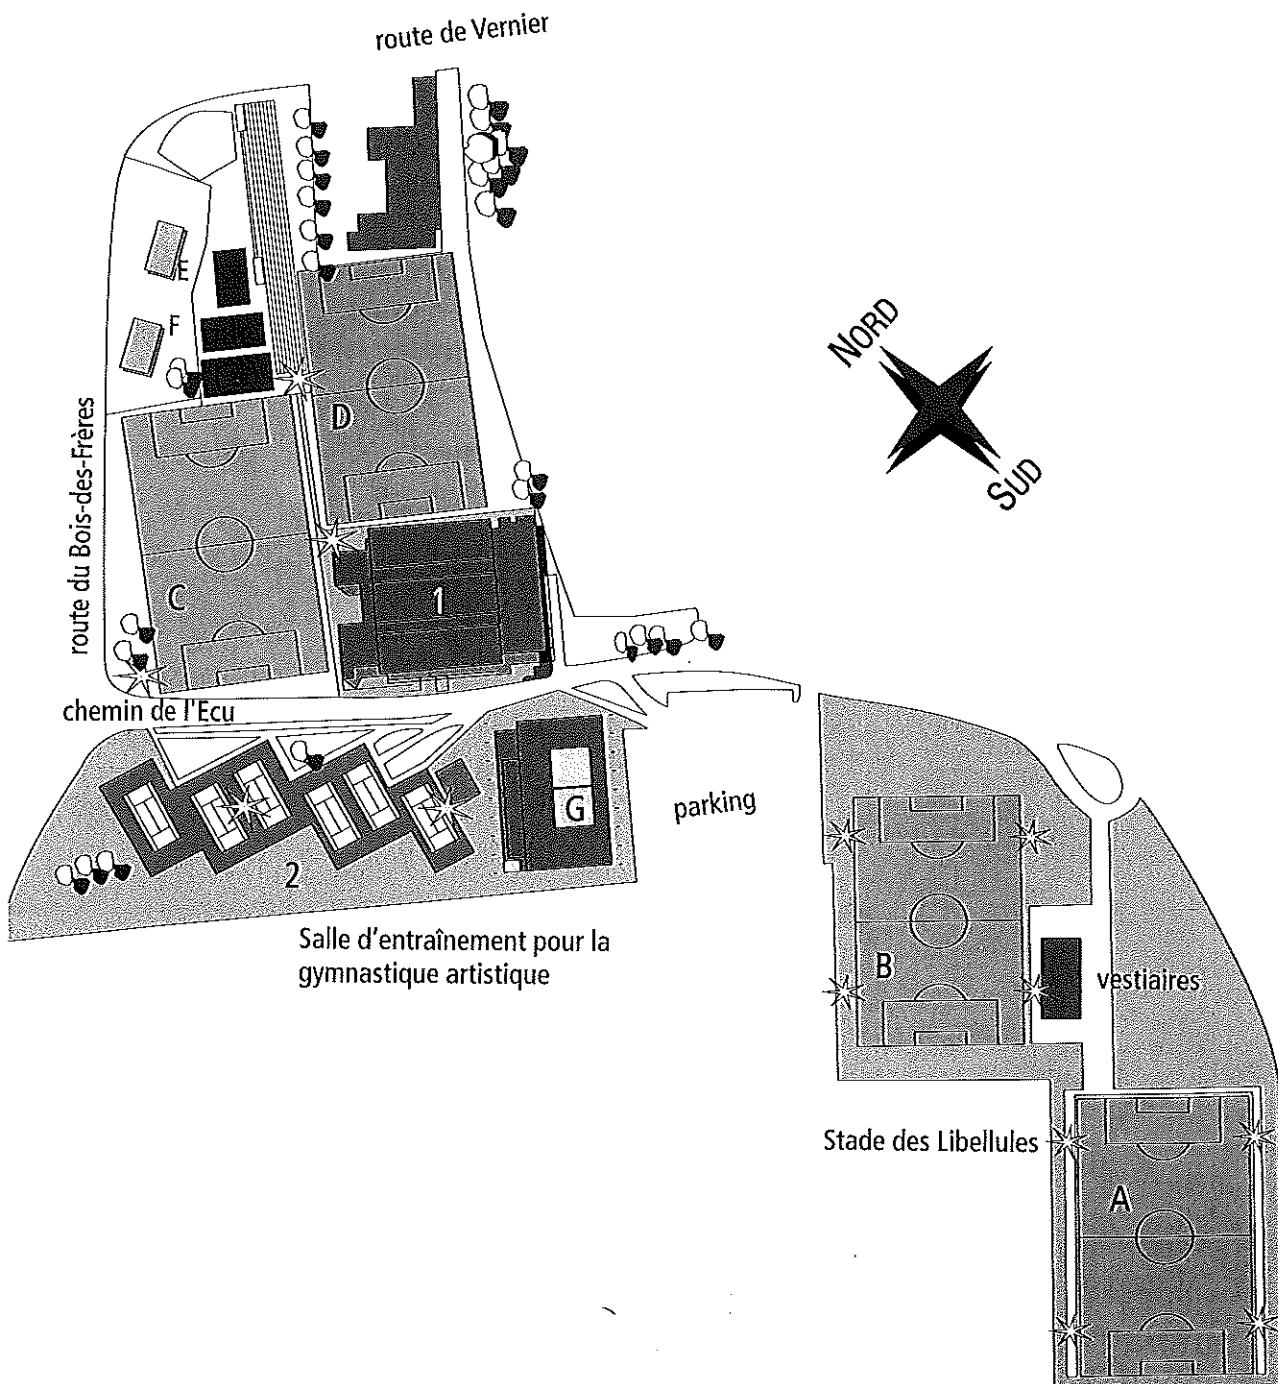 route de Vernier
E
F
NORD
SUD
route du Bois-des-Frères
D
C
1
chemin de l'Ecu
G
parking
2
Salle d'entraînement pour la
gymnastique artistique
B
vestiaires
Stade des Libellules
A